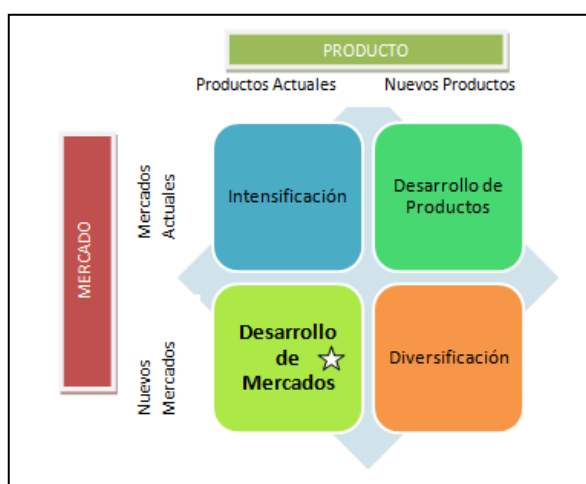 PRODUCTO
Productos Actuales
Nuevos Productos
MERCADO
Mercados
Actuales
Intensificación
Desarrollo de
Productos
Nuevos
Mercados
Desarrollo
de
Mercados
Diversificación